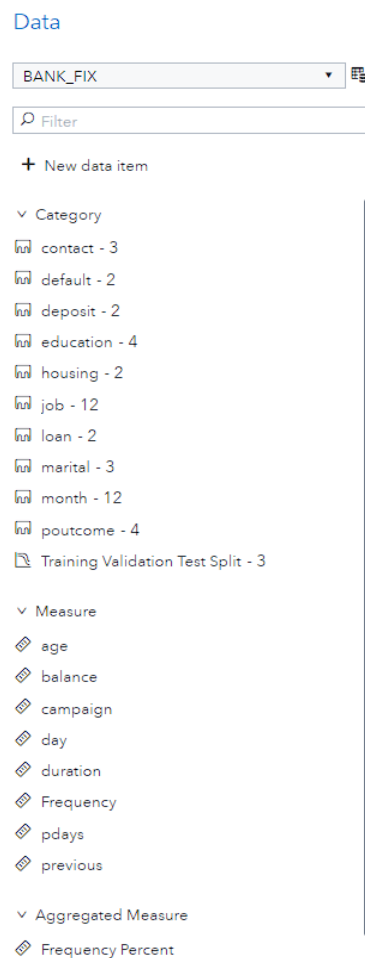 Data
BANK_FIX
Filter
+ New data item
Category
contact - 3
default - 2
deposit - 2
education - 4
housing - 2
job - 12
loan - 2
marital - 3
month - 12
poutcome - 4
Training Validation Test Split - 3
Measure
age
balance
campaign
day
duration
Frequency
pdays
previous
Aggregated Measure
Frequency Percent